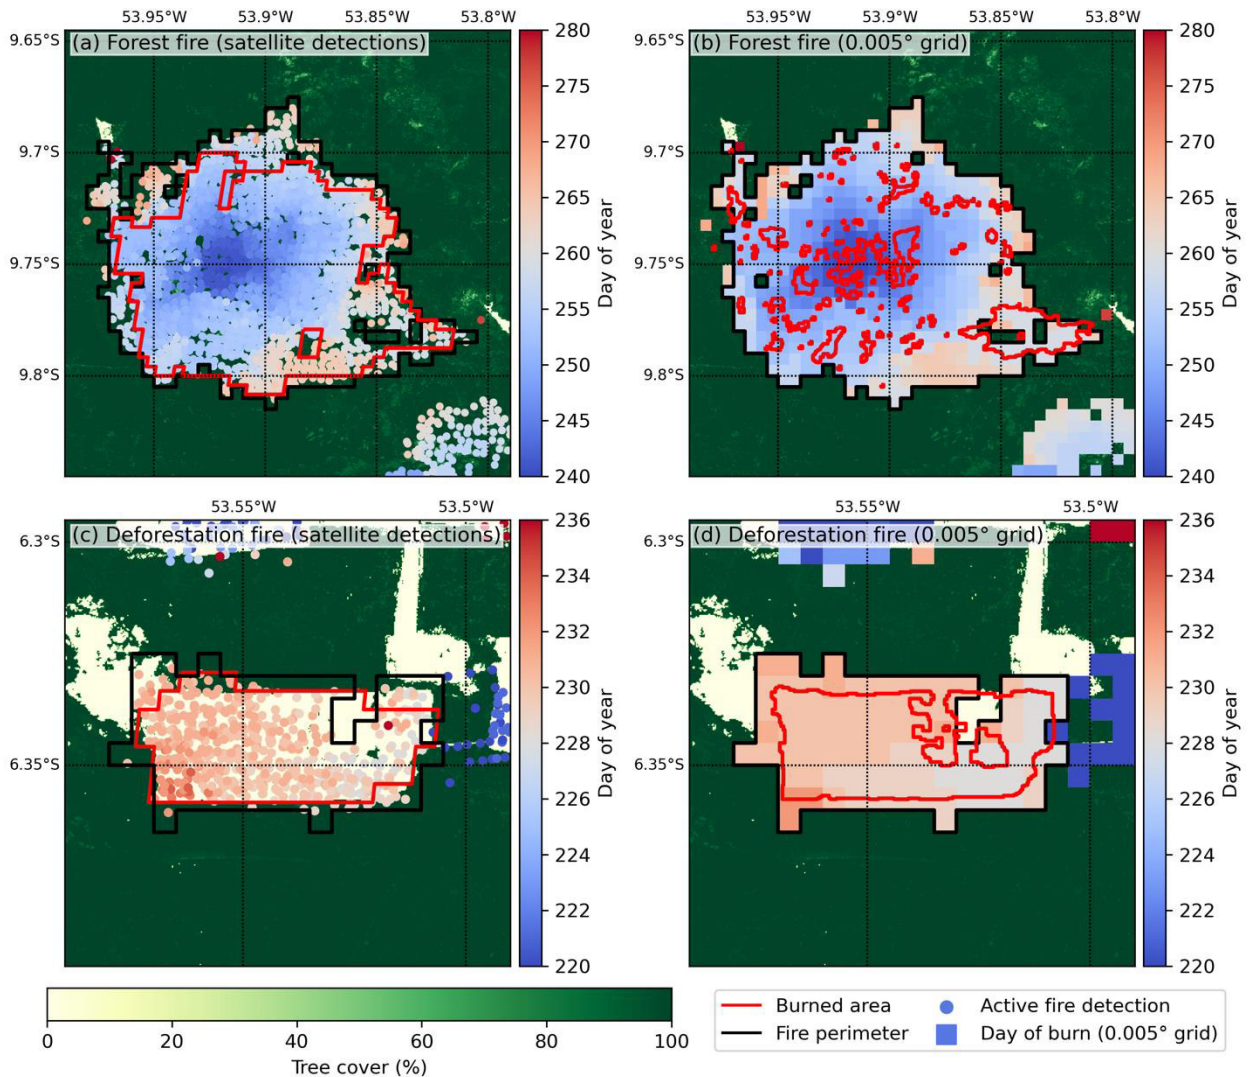 53.95°W 53.9°W 53.85°W 53.8°W
53.95°W 53.9°W 53.85°W 53.8°W
9.65°S
9.7°S
9.75°S
9.8°S
(a) Forest fire (satellite detections)
280
275
270
265
260
255
250
245
240
Day of year
9.65°S
9.7°S
9.75°S
9.8°S
(b) Forest fire (0.005° grid)
280
275
270
265
260
255
250
245
240
Day of year
53.55°W 53.5°W
6.3°S
6.35°S
(c) Deforestation fire (satellite detections)
236
234
232
230
228
226
224
222
220
Day of year
53.55°W 53.5°W
6.3°S
6.35°S
(d) Deforestation fire (0.005° grid)
236
234
232
230
228
226
224
222
220
Day of year
0 20 40 60 80 100
Tree cover (%)
Burned area
Fire perimeter
Active fire detection
Day of burn (0.005° grid)